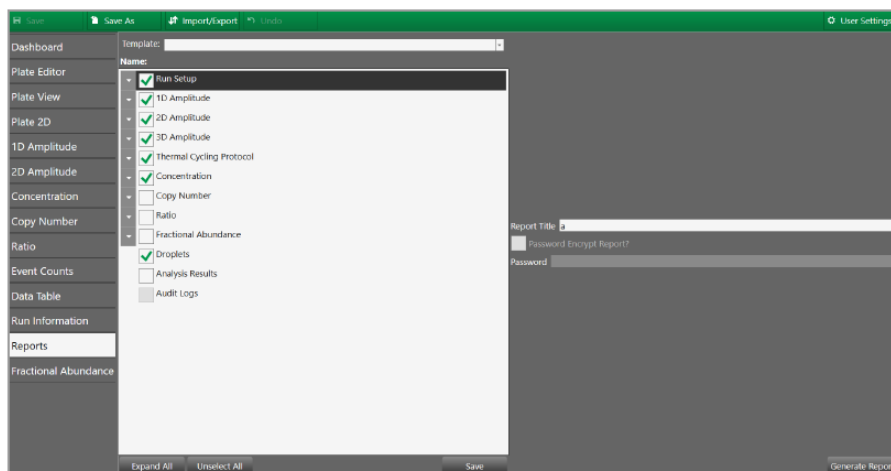 Save Save As Import/Export Undo User Settings
Dashboard
Plate Editor
Plate View
Plate 2D
1D Amplitude
2D Amplitude
Concentration
Copy Number
Ratio
Event Counts
Data Table
Run Information
Reports
Fractional Abundance
Template:
Name:
Run Setup
1D Amplitude
2D Amplitude
3D Amplitude
Thermal Cycling Protocol
Concentration
Copy Number
Ratio
Fractional Abundance
Droplets
Analysis Results
Audit Logs
Report Title a
Password Encrypt Report?
Password
Expand All Unselect All Save Generate Repor